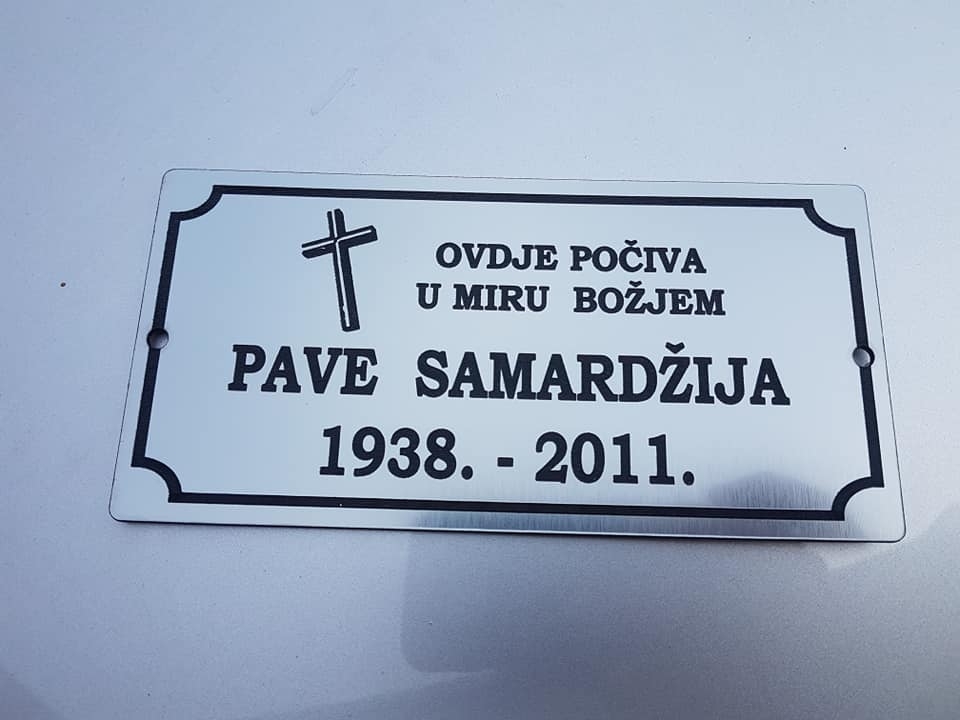 OVDJE POČIVA
U MIRU BOŽJEM
PAVE SAMARDŽIJA
1938. - 2011.